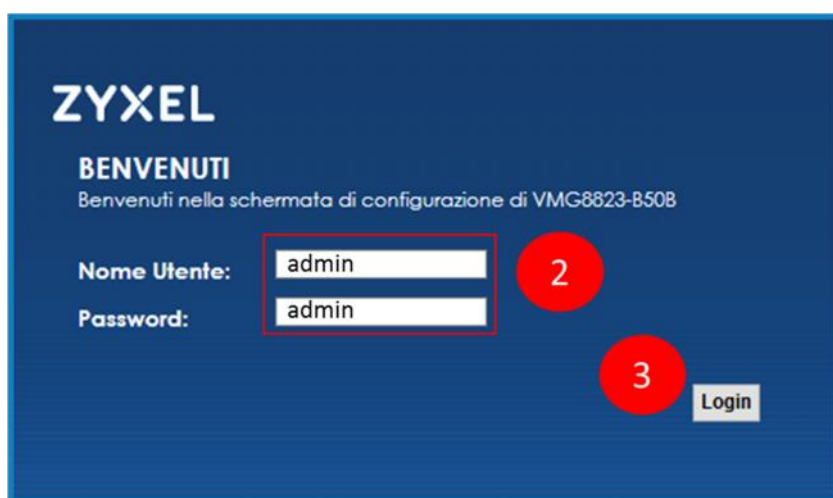 ZYXEL
BENVENUTI
Benvenuti nella schermata di configurazione di VMG8823-B50B
Nome Utente: admin
2
Password: admin
3
Login